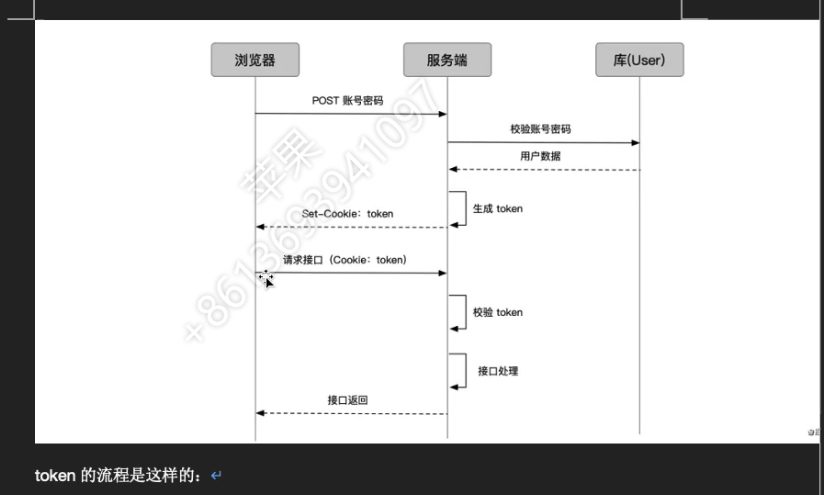 浏览器
服务端
库(User)
POST 账号密码
校验账号密码
用户数据
生成 token
Set-Cookie：token
请求接口（Cookie：token）
校验 token
接口处理
接口返回
苹果
+8613693941097
token 的流程是这样的：